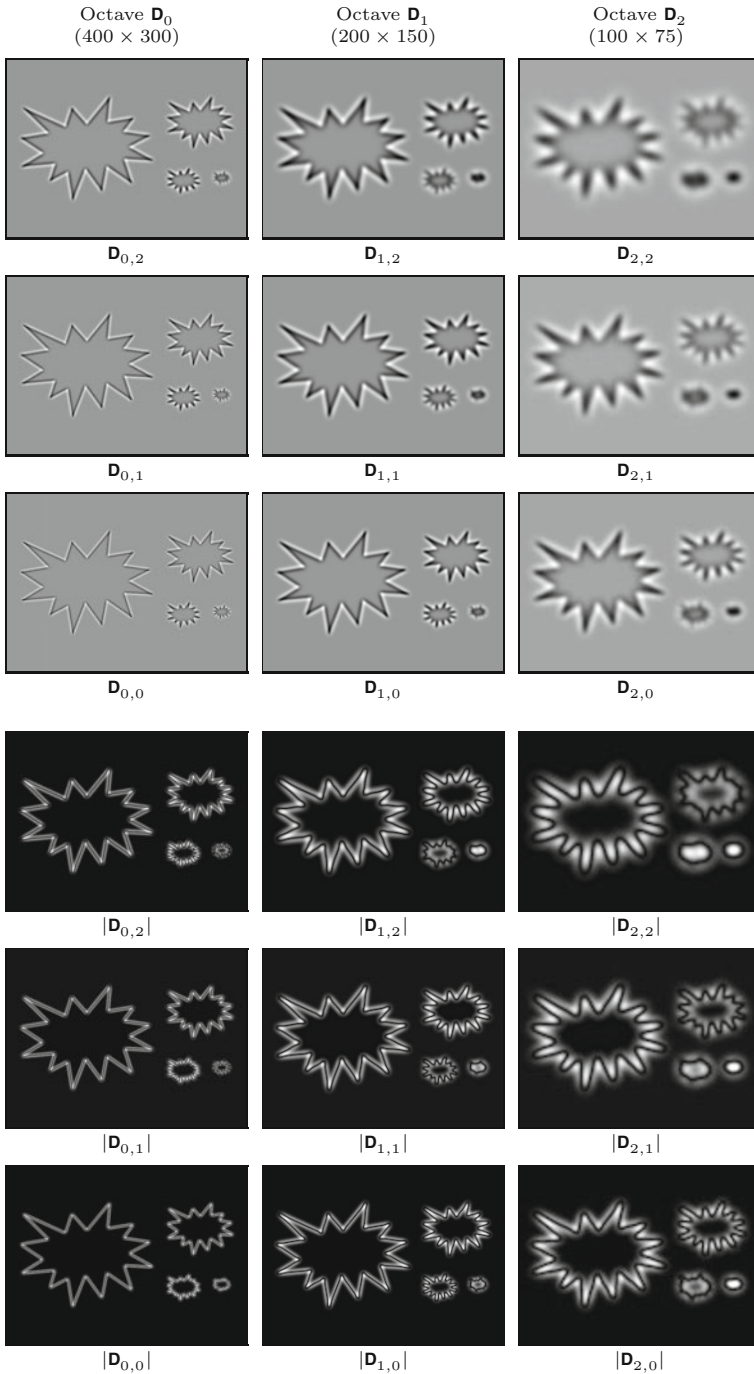 Octave D₀ Octave D₁ Octave D₂
(400 × 300) (200 × 150) (100 × 75)
D₀,₂ D₁,₂ D₂,₂
D₀,₁ D₁,₁ D₂,₁
D₀,₀ D₁,₀ D₂,₀
|D₀,₂| |D₁,₂| |D₂,₂|
|D₀,₁| |D₁,₁| |D₂,₁|
|D₀,₀| |D₁,₀| |D₂,₀|